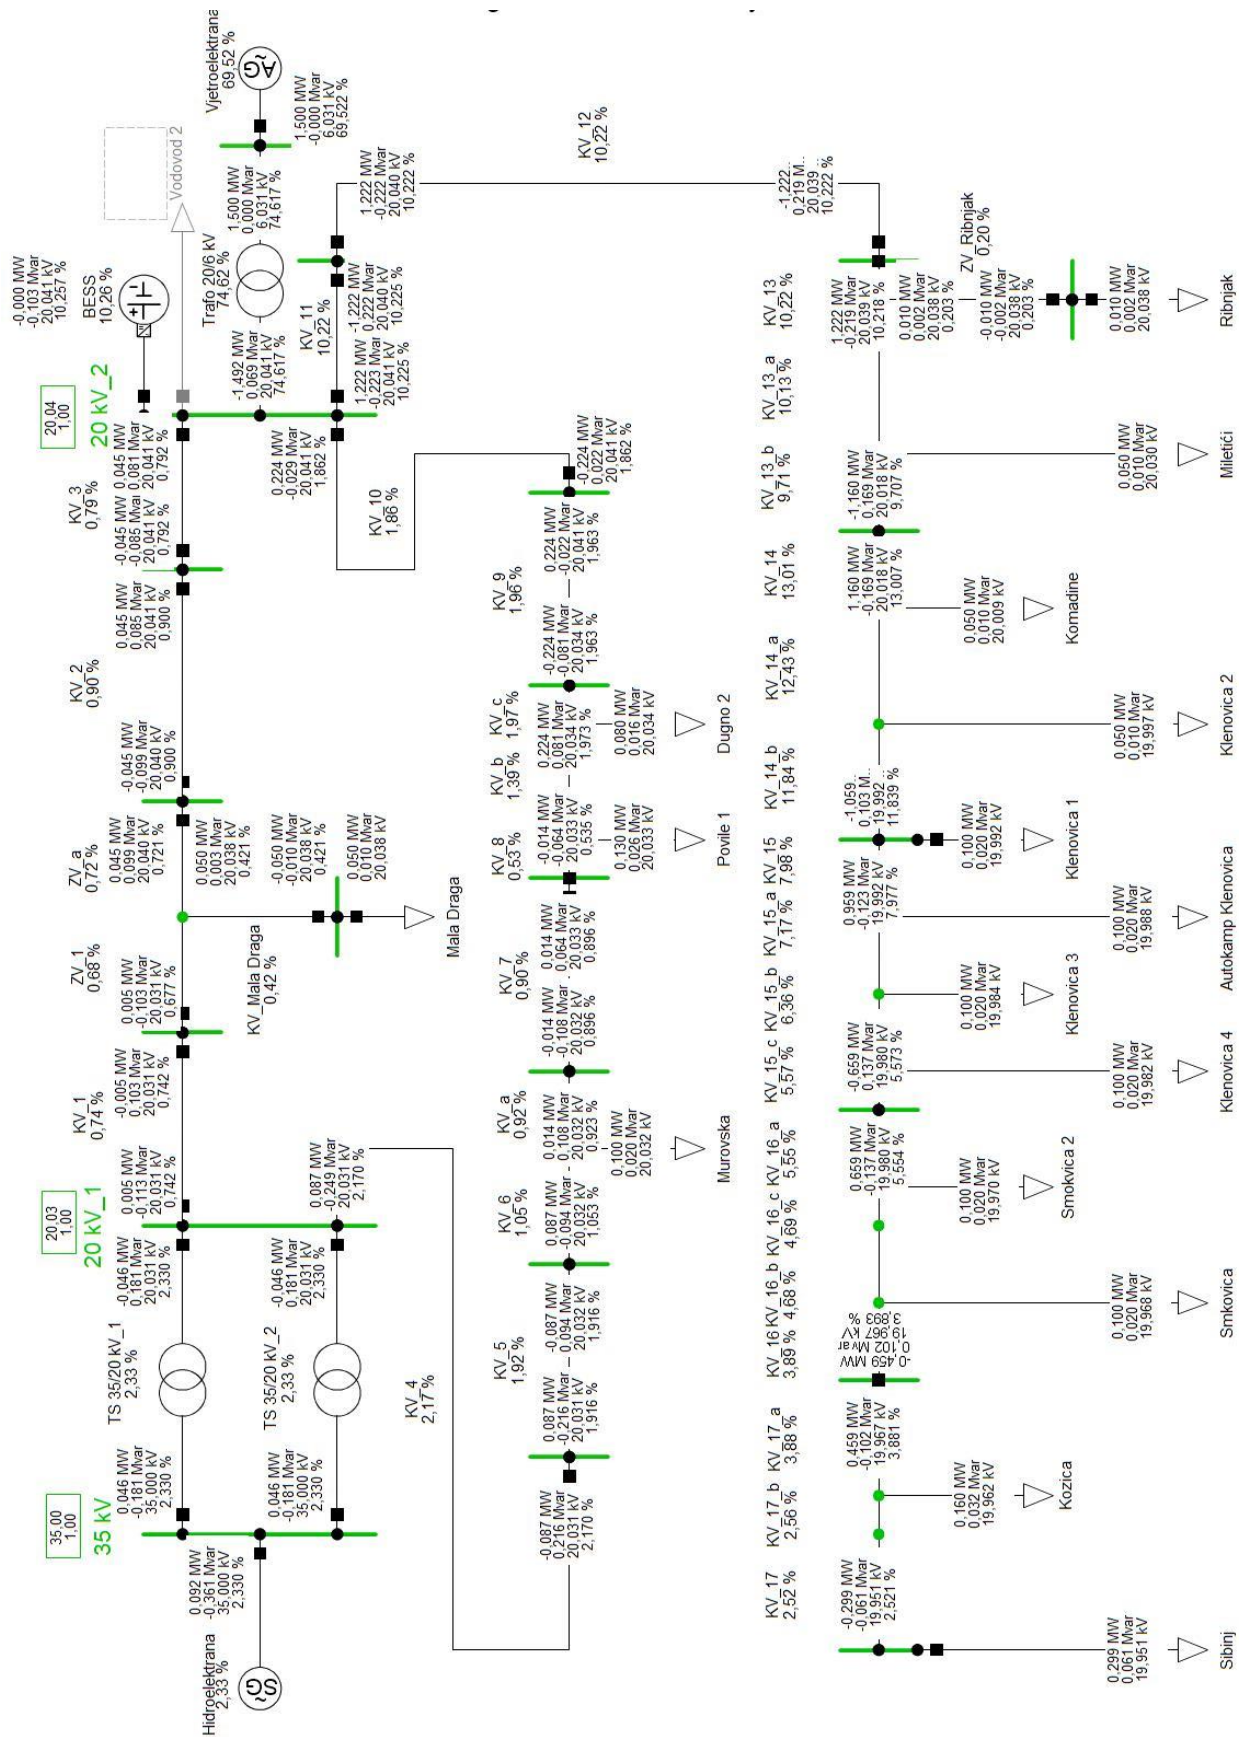 Hidroelektrana
2,33 %
SG
~
35,00
1,00
35 kV
0,092 MW
-0,361 Mvar
35,000 kV
2,330 %
0,046 MW
-0,181 Mvar
35,000 kV
2,330 %
0,046 MW
-0,181 Mvar
35,000 kV
2,330 %
TS 35/20 kV_1
2,33 %
TS 35/20 kV_2
2,33 %
-0,046 MW
0,181 Mvar
20,031 kV
2,330 %
-0,046 MW
0,181 Mvar
20,031 kV
2,330 %
20,03
1,00
20 kV_1
0,005 MW
-0,113 Mvar
20,031 kV
0,742 %
0,087 MW
-0,249 Mvar
20,031 kV
2,170 %
KV_1
0,74 %
-0,005 MW
0,103 Mvar
20,031 kV
0,742 %
0,005 MW
-0,103 Mvar
20,031 kV
0,677 %
ZV_1
0,68 %
KV_Mala Draga
0,42 %
0,050 MW
0,003 Mvar
20,038 kV
0,421 %
-0,050 MW
-0,010 Mvar
20,038 kV
0,421 %
0,050 MW
0,010 Mvar
20,038 kV
Mala Draga
ZV_a
0,72 %
0,045 MW
0,099 Mvar
20,040 kV
0,721 %
-0,045 MW
-0,099 Mvar
20,040 kV
0,900 %
KV_2
0,90 %
0,045 MW
0,085 Mvar
20,041 kV
0,900 %
-0,045 MW
-0,085 Mvar
20,041 kV
0,792 %
KV_3
0,79 %
0,045 MW
0,081 Mvar
20,041 kV
0,792 %
20,04
1,00
20 kV_2
BESS
10,26 %
-0,000 MW
-0,103 Mvar
20,041 kV
10,257 %
Vodovod 2
-1,492 MW
0,069 Mvar
20,041 kV
74,617 %
Trafo 20/6 kV
74,62 %
1,500 MW
0,000 Mvar
6,031 kV
74,617 %
Vjetroelektrana
69,52 %
AG
~
1,500 MW
-0,000 Mvar
6,031 kV
69,522 %
0,224 MW
-0,029 Mvar
20,041 kV
1,862 %
1,222 MW
-0,223 Mvar
20,041 kV
10,225 %
KV_11
10,22 %
-1,222 MW
0,222 Mvar
20,040 kV
10,225 %
1,222 MW
-0,222 Mvar
20,040 kV
10,222 %
KV_4
2,17 %
-0,087 MW
0,216 Mvar
20,031 kV
2,170 %
0,087 MW
-0,216 Mvar
20,031 kV
1,916 %
KV_5
1,92 %
-0,087 MW
0,094 Mvar
20,032 kV
1,916 %
KV_6
1,05 %
0,087 MW
-0,094 Mvar
20,032 kV
1,053 %
KV_a
0,92 %
0,014 MW
0,108 Mvar
20,032 kV
0,923 %
0,100 MW
0,020 Mvar
20,032 kV
Murovska
KV_7
0,90 %
-0,014 MW
-0,108 Mvar
20,032 kV
0,896 %
0,014 MW
0,064 Mvar
20,033 kV
0,896 %
KV_8
0,53 %
-0,014 MW
-0,064 Mvar
20,033 kV
0,535 %
0,130 MW
0,026 Mvar
20,033 kV
Povile 1
KV_b
1,39 %
KV_c
1,97 %
0,224 MW
0,081 Mvar
20,034 kV
1,973 %
0,080 MW
0,016 Mvar
20,034 kV
Dugno 2
KV_9
1,96 %
-0,224 MW
-0,081 Mvar
20,034 kV
1,963 %
0,224 MW
-0,022 Mvar
20,041 kV
1,963 %
KV_10
1,86 %
-0,224 MW
0,022 Mvar
20,041 kV
1,862 %
KV_12
10,22 %
KV_17
2,52 %
-0,299 MW
-0,061 Mvar
19,951 kV
2,521 %
0,299 MW
0,061 Mvar
19,951 kV
Sibinj
KV_17_b
2,56 %
KV_17_a
3,88 %
0,459 MW
-0,102 Mvar
19,967 kV
3,881 %
0,160 MW
0,032 Mvar
19,962 kV
Kozica
KV_16
3,89 %
-0,459 MW
0,102 Mvar
19,967 kV
3,893 %
KV_16_b
4,68 %
0,100 MW
0,020 Mvar
19,968 kV
Smkovica
KV_16_c
4,69 %
KV_16_a
5,55 %
0,659 MW
-0,137 Mvar
19,980 kV
5,554 %
0,100 MW
0,020 Mvar
19,970 kV
Smokvica 2
KV_15_c
5,57 %
-0,659 MW
0,137 Mvar
19,980 kV
5,573 %
0,100 MW
0,020 Mvar
19,982 kV
Klenovica 4
KV_15_b
6,36 %
0,100 MW
0,020 Mvar
19,984 kV
Klenovica 3
KV_15_a
7,17 %
0,100 MW
0,020 Mvar
19,988 kV
Autokamp Klenovica
KV_15
7,98 %
0,959 MW
-0,123 Mvar
19,992 kV
7,977 %
-1,059...
0,103 M...
19,992 ...
11,839 %
0,100 MW
0,020 Mvar
19,992 kV
Klenovica 1
KV_14_b
11,84 %
0,050 MW
0,010 Mvar
19,997 kV
Klenovica 2
KV_14_a
12,43 %
0,050 MW
0,010 Mvar
20,009 kV
Komadine
KV_14
13,01 %
1,160 MW
-0,169 Mvar
20,018 kV
13,007 %
KV_13_b
9,71 %
-1,160 MW
0,169 Mvar
20,018 kV
9,707 %
0,050 MW
0,010 Mvar
20,030 kV
Miletići
KV_13_a
10,13 %
KV_13
10,22 %
1,222 MW
-0,219 Mvar
20,039 kV
10,218 %
-1,222...
0,219 M...
20,039 ...
10,222 %
0,010 MW
0,002 Mvar
20,038 kV
0,203 %
ZV_Ribnjak
0,20 %
-0,010 MW
-0,002 Mvar
20,038 kV
0,203 %
0,010 MW
0,002 Mvar
20,038 kV
Ribnjak